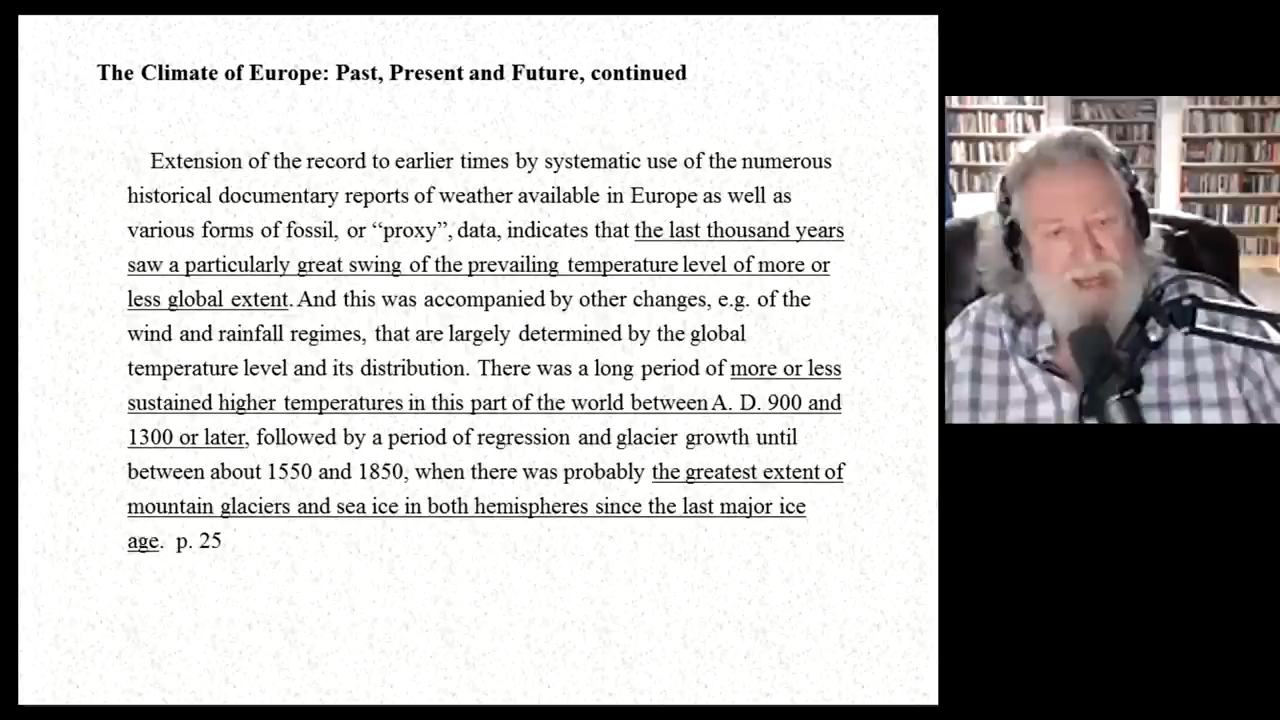 The Climate of Europe: Past, Present and Future, continued
Extension of the record to earlier times by systematic use of the numerous
historical documentary reports of weather available in Europe as well as
various forms of fossil, or “proxy”, data, indicates that the last thousand years
saw a particularly great swing of the prevailing temperature level of more or
less global extent. And this was accompanied by other changes, e.g. of the
wind and rainfall regimes, that are largely determined by the global
temperature level and its distribution. There was a long period of more or less
sustained higher temperatures in this part of the world between A. D. 900 and
1300 or later, followed by a period of regression and glacier growth until
between about 1550 and 1850, when there was probably the greatest extent of
mountain glaciers and sea ice in both hemispheres since the last major ice
age. p. 25